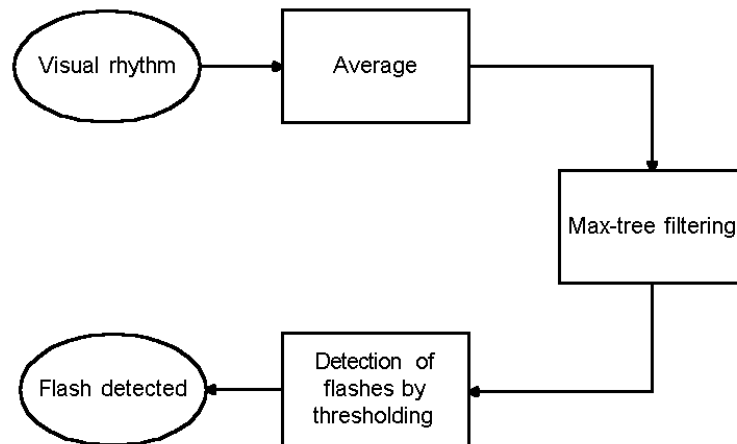 Visual rhythm
Average
Max-tree filtering
Detection of
flashes by
thresholding
Flash detected